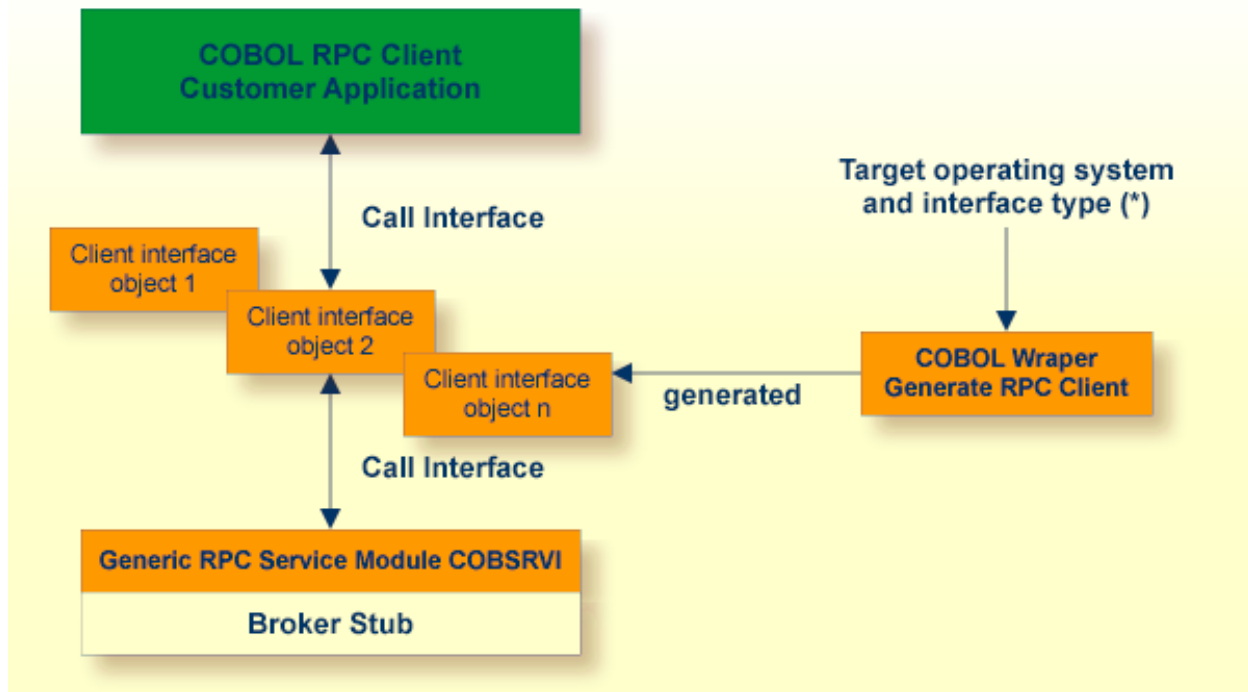 COBOL RPC Client
Customer Application
Target operating system
and interface type (*)
Call Interface
Client interface
object 1
Client interface
object 2
Client interface
object n
generated
COBOL Wraper
Generate RPC Client
Call Interface
Generic RPC Service Module COBSRVI
Broker Stub